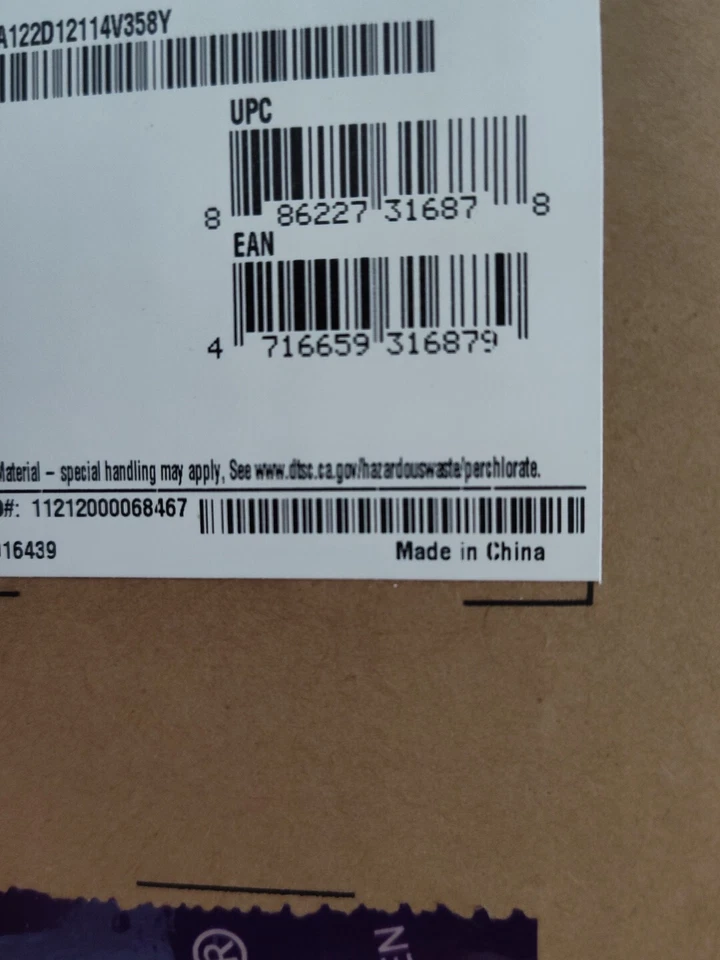 A122D12114V358Y
UPC
8 86227 31687 8
EAN
4 716659 316879
Material – special handling may apply, See www.dtsc.ca.gov/hazardouswaste/perchlorate.
#: 11212000068467
16439
Made in China
®
EN